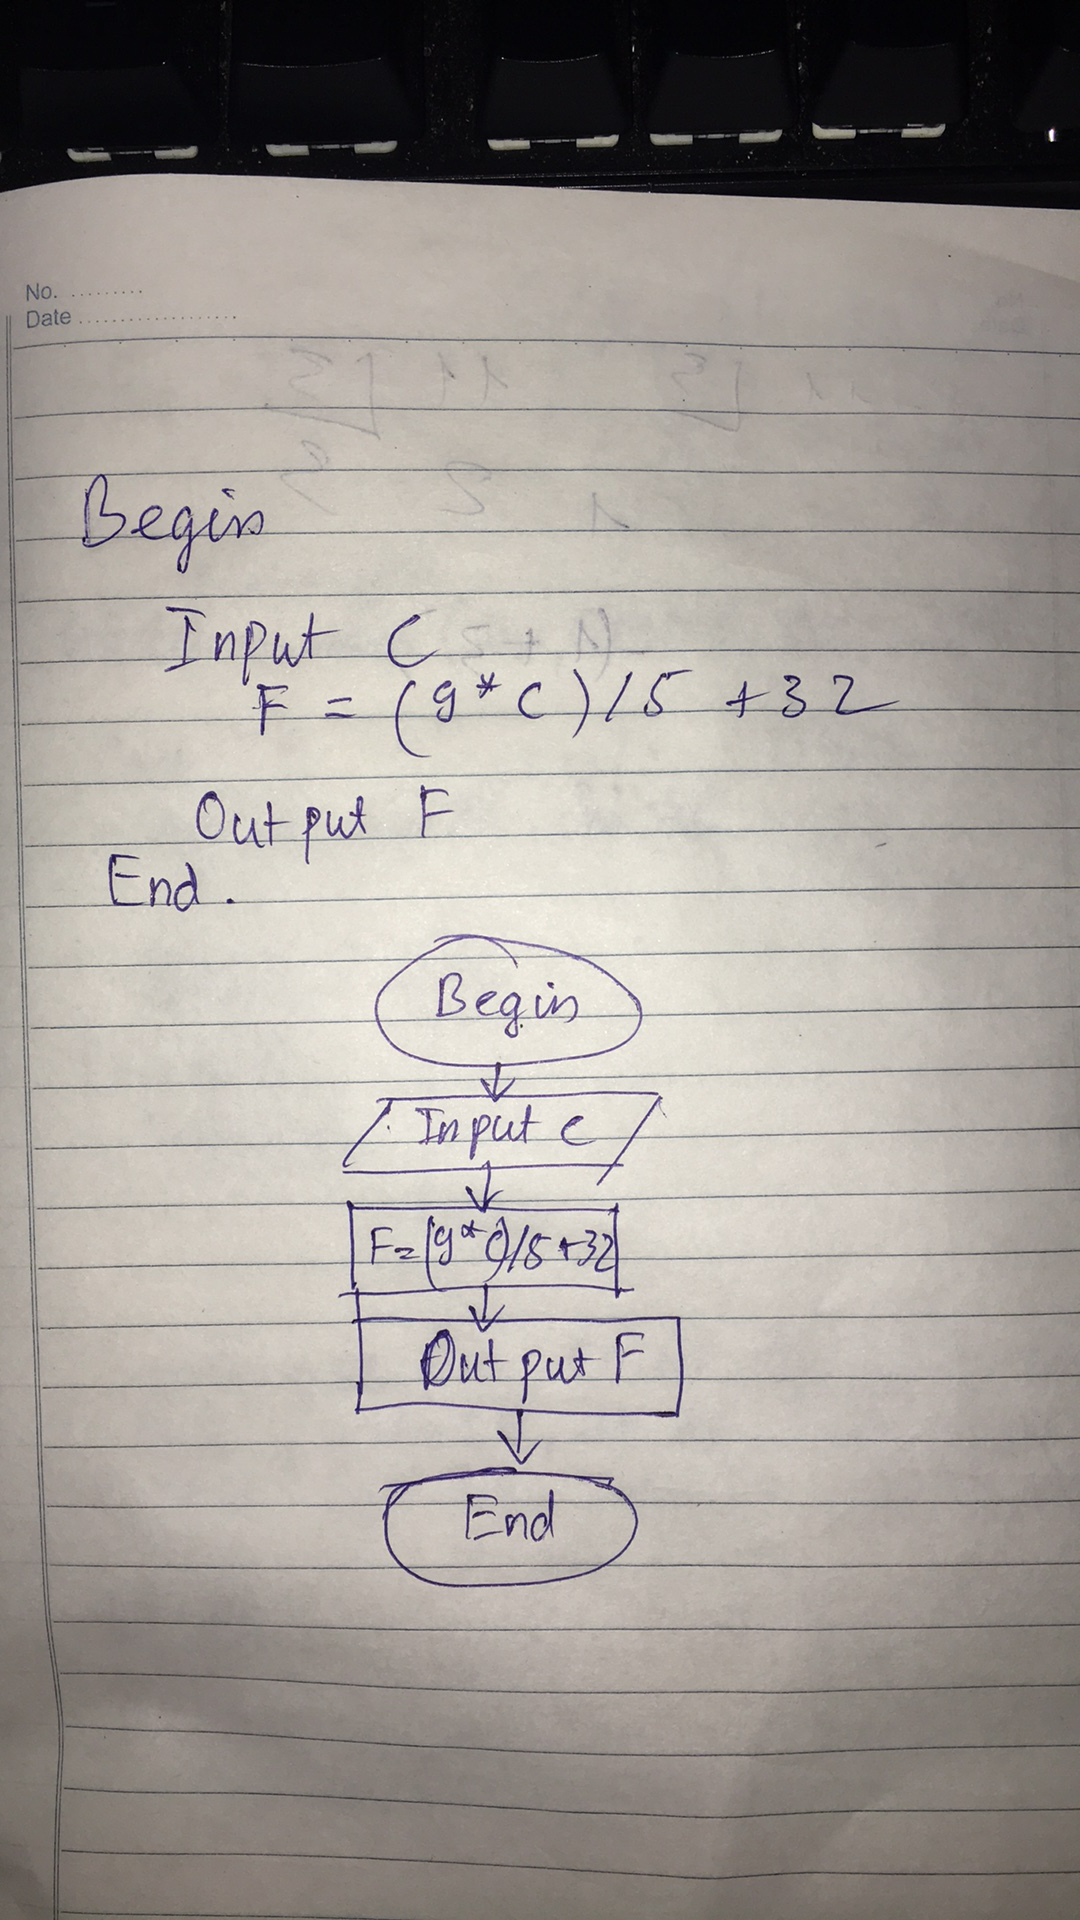 No. .........
Date ...................
Begin
Input C
F = (9*C)/5 +32
Output F
End.
Begin
Input C
F=(9*C)/5+32
Output F
End